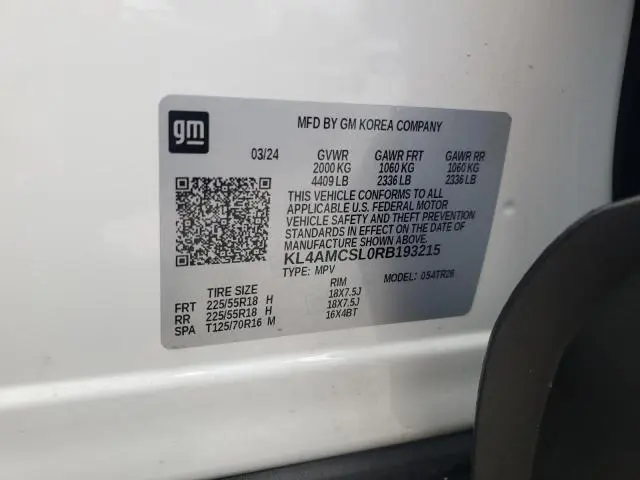 gm
MFD BY GM KOREA COMPANY
03/24 GVWR GAWR FRT GAWR RR
2000 KG 1060 KG 1060 KG
4409 LB 2336 LB 2336 LB
THIS VEHICLE CONFORMS TO ALL
APPLICABLE U.S. FEDERAL MOTOR
VEHICLE SAFETY AND THEFT PREVENTION
STANDARDS IN EFFECT ON THE DATE OF
MANUFACTURE SHOWN ABOVE.
KL4AMCSL0RB193215
TYPE: MPV MODEL: 0S4TR26
TIRE SIZE RIM
FRT 225/55R18 H 18X7.5J
RR 225/55R18 H 18X7.5J
SPA T125/70R16 M 16X4BT